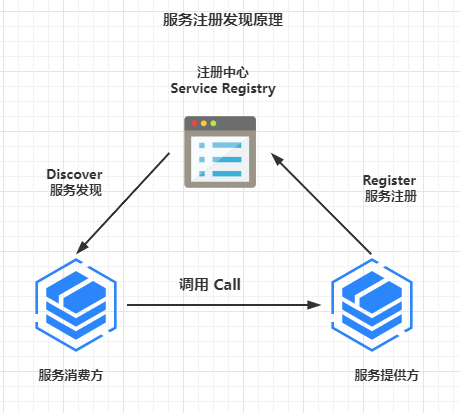 服务注册发现原理
注册中心
Service Registry
Discover
服务发现
Register
服务注册
调用 Call
服务消费方
服务提供方